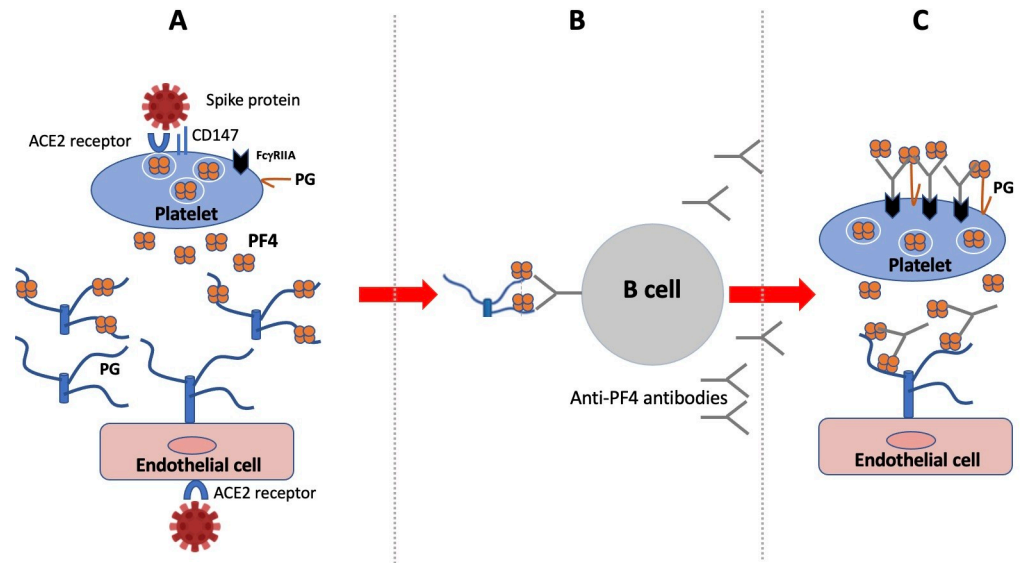 A
Spike protein
ACE2 receptor
CD147
FcγRIIA
PG
Platelet
PF4
PG
Endothelial cell
ACE2 receptor
B
B cell
Anti-PF4 antibodies
C
PG
Platelet
Endothelial cell